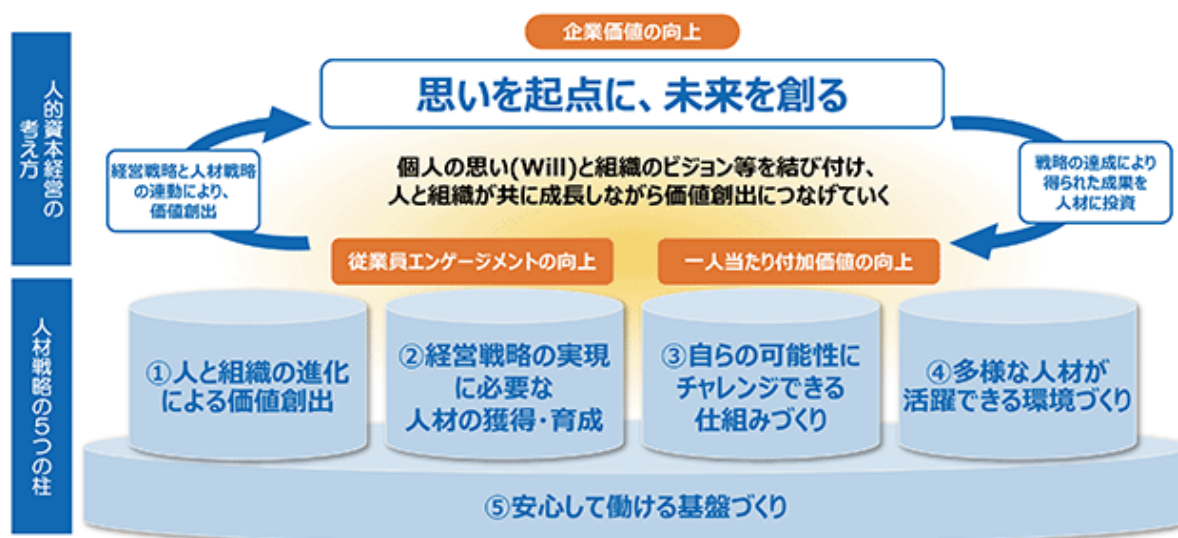 企業価値の向上
人的資本経営の
考え方
思いを起点に、未来を創る
経営戦略と人材戦略
の連動により、
価値創出
個人の思い(Will)と組織のビジョン等を結び付け、
人と組織が共に成長しながら価値創出につなげていく
戦略の達成により
得られた成果を
人材に投資
従業員エンゲージメントの向上
一人当たり付加価値の向上
人材戦略の5つの柱
①人と組織の進化
による価値創出
②経営戦略の実現
に必要な
人材の獲得・育成
③自らの可能性に
チャレンジできる
仕組みづくり
④多様な人材が
活躍できる環境づくり
⑤安心して働ける基盤づくり